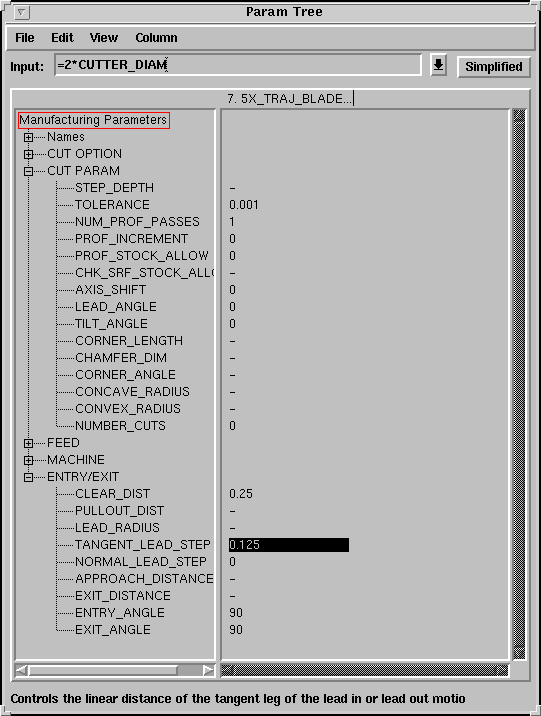 Param Tree
File Edit View Column
Input: =2*CUTTER_DIAM Simplified
7. 5X_TRAJ_BLADE...
Manufacturing Parameters
Names
CUT OPTION
CUT PARAM
STEP_DEPTH –
TOLERANCE 0.001
NUM_PROF_PASSES 1
PROF_INCREMENT 0
PROF_STOCK_ALLOW 0
CHK_SRF_STOCK_ALL( –
AXIS_SHIFT 0
LEAD_ANGLE 0
TILT_ANGLE 0
CORNER_LENGTH –
CHAMFER_DIM –
CORNER_ANGLE –
CONCAVE_RADIUS –
CONVEX_RADIUS –
NUMBER_CUTS 0
FEED
MACHINE
ENTRY/EXIT
CLEAR_DIST 0.25
PULLOUT_DIST –
LEAD_RADIUS –
TANGENT_LEAD_STEP 0.125
NORMAL_LEAD_STEP 0
APPROACH_DISTANCE –
EXIT_DISTANCE –
ENTRY_ANGLE 90
EXIT_ANGLE 90
Controls the linear distance of the tangent leg of the lead in or lead out motio